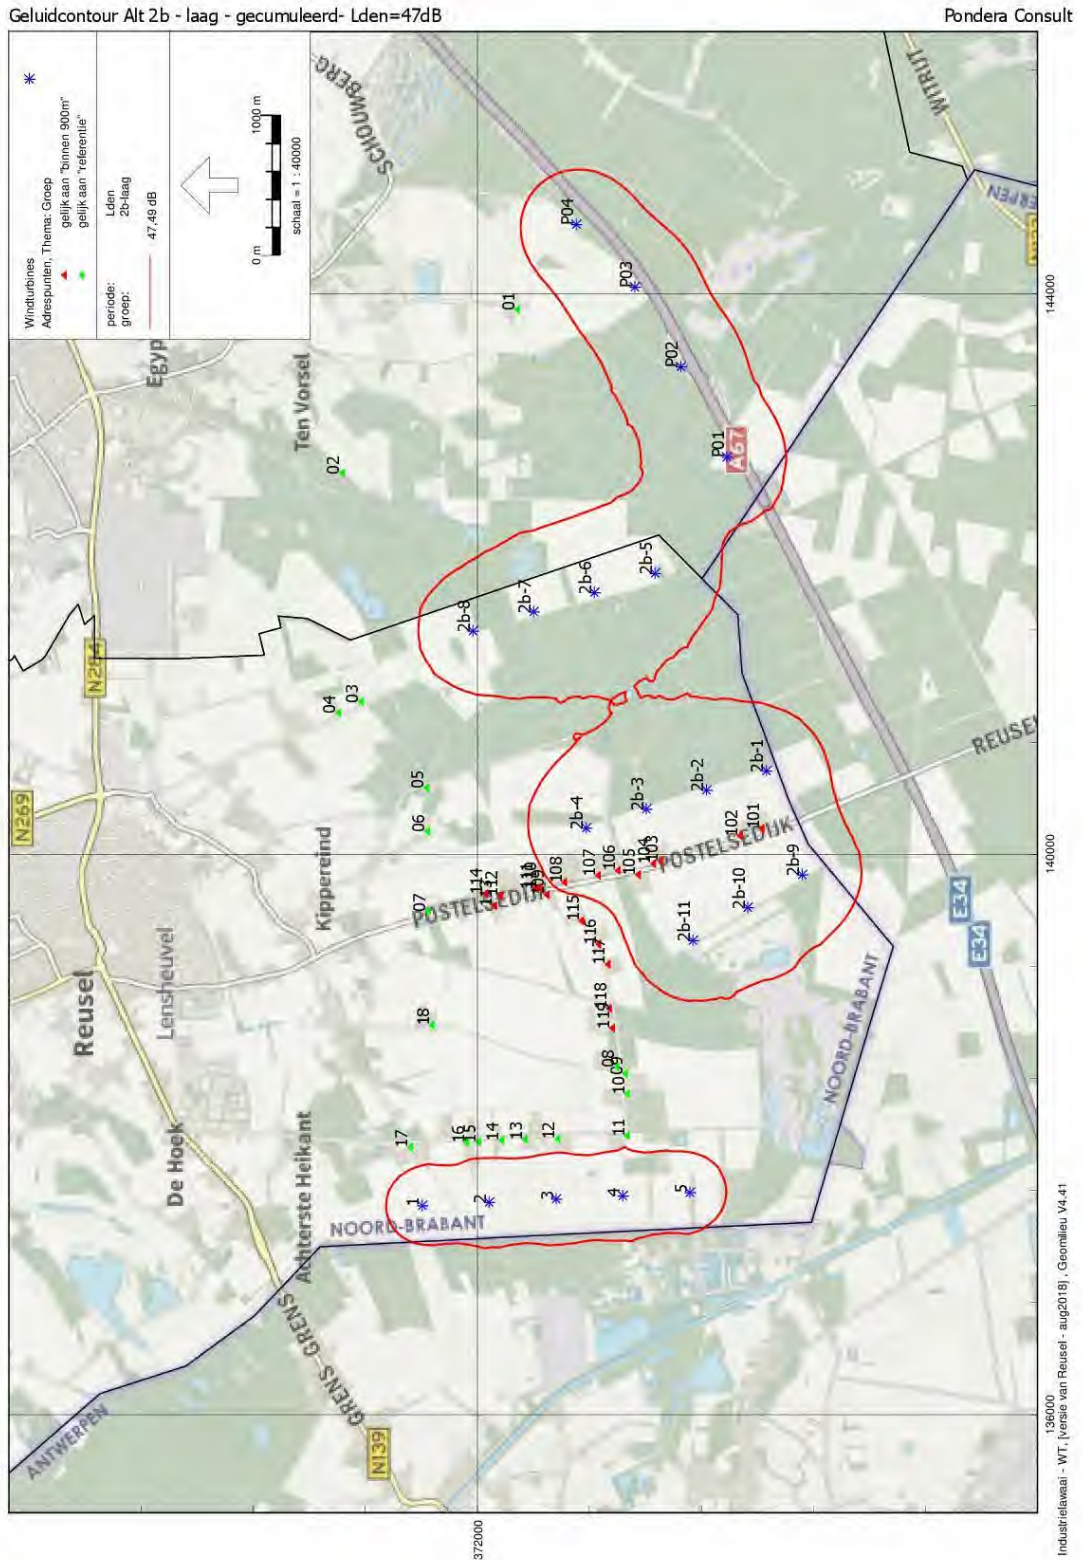 Geluidcontour Alt 2b - laag - gecumuleerd- Lden=47dB
Pondera Consult
Windturbines
Adrespunten, Thema: Groep
gelijk aan "binnen 900m"
gelijk aan "referentie"
periode: Lden
groep: 2b-laag
47,49 dB
0 m
1000 m
schaal = 1 : 40000
SCHOUWBERG
WITRIJT
Egyp
Ten Vorsel
N284
N269
Reusel
Lensheuvel
Kippereind
De Hoek
Achterste Heikant
NOORD-BRABANT
GRENS
GRENS
ANTWERPEN
N139
POSTELSEDIJK
POSTELSEDIJK
REUSE
NOORD-BRABANT
A67
E34
E34
01
02
03
04
05
06
07
18
17
16
15
14
13
12
11
10
09
08
P04
P03
P02
P01
2b-8
2b-7
2b-6
2b-5
2b-4
2b-3
2b-2
2b-1
2b-9
2b-10
2b-11
101
102
103
104
105
106
107
108
109
112
114
115
116
117
118
119
1
2
3
4
5
144000
140000
136000
372000
Industrielawaai - WT, [versie van Reusel - aug2018] , Geomilieu V4.41